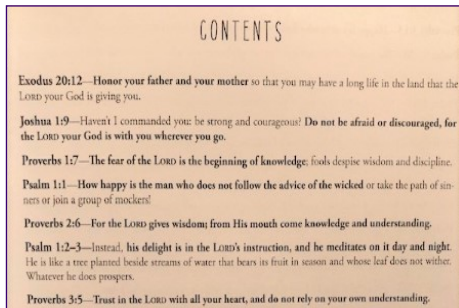 CONTENTS
Exodus 20:12—Honor your father and your mother so that you may have a long life in the land that the
LORD your God is giving you.
Joshua 1:9—Haven't I commanded you: be strong and courageous? Do not be afraid or discouraged, for
the LORD your God is with you wherever you go.
Proverbs 1:7—The fear of the LORD is the beginning of knowledge; fools despise wisdom and discipline.
Psalm 1:1—How happy is the man who does not follow the advice of the wicked or take the path of sin-
ners or join a group of mockers!
Proverbs 2:6—For the LORD gives wisdom; from His mouth come knowledge and understanding.
Psalm 1:2–3—Instead, his delight is in the LORD's instruction, and he meditates on it day and night.
He is like a tree planted beside streams of water that bears its fruit in season and whose leaf does not wither.
Whatever he does prospers.
Proverbs 3:5—Trust in the LORD with all your heart, and do not rely on your own understanding.